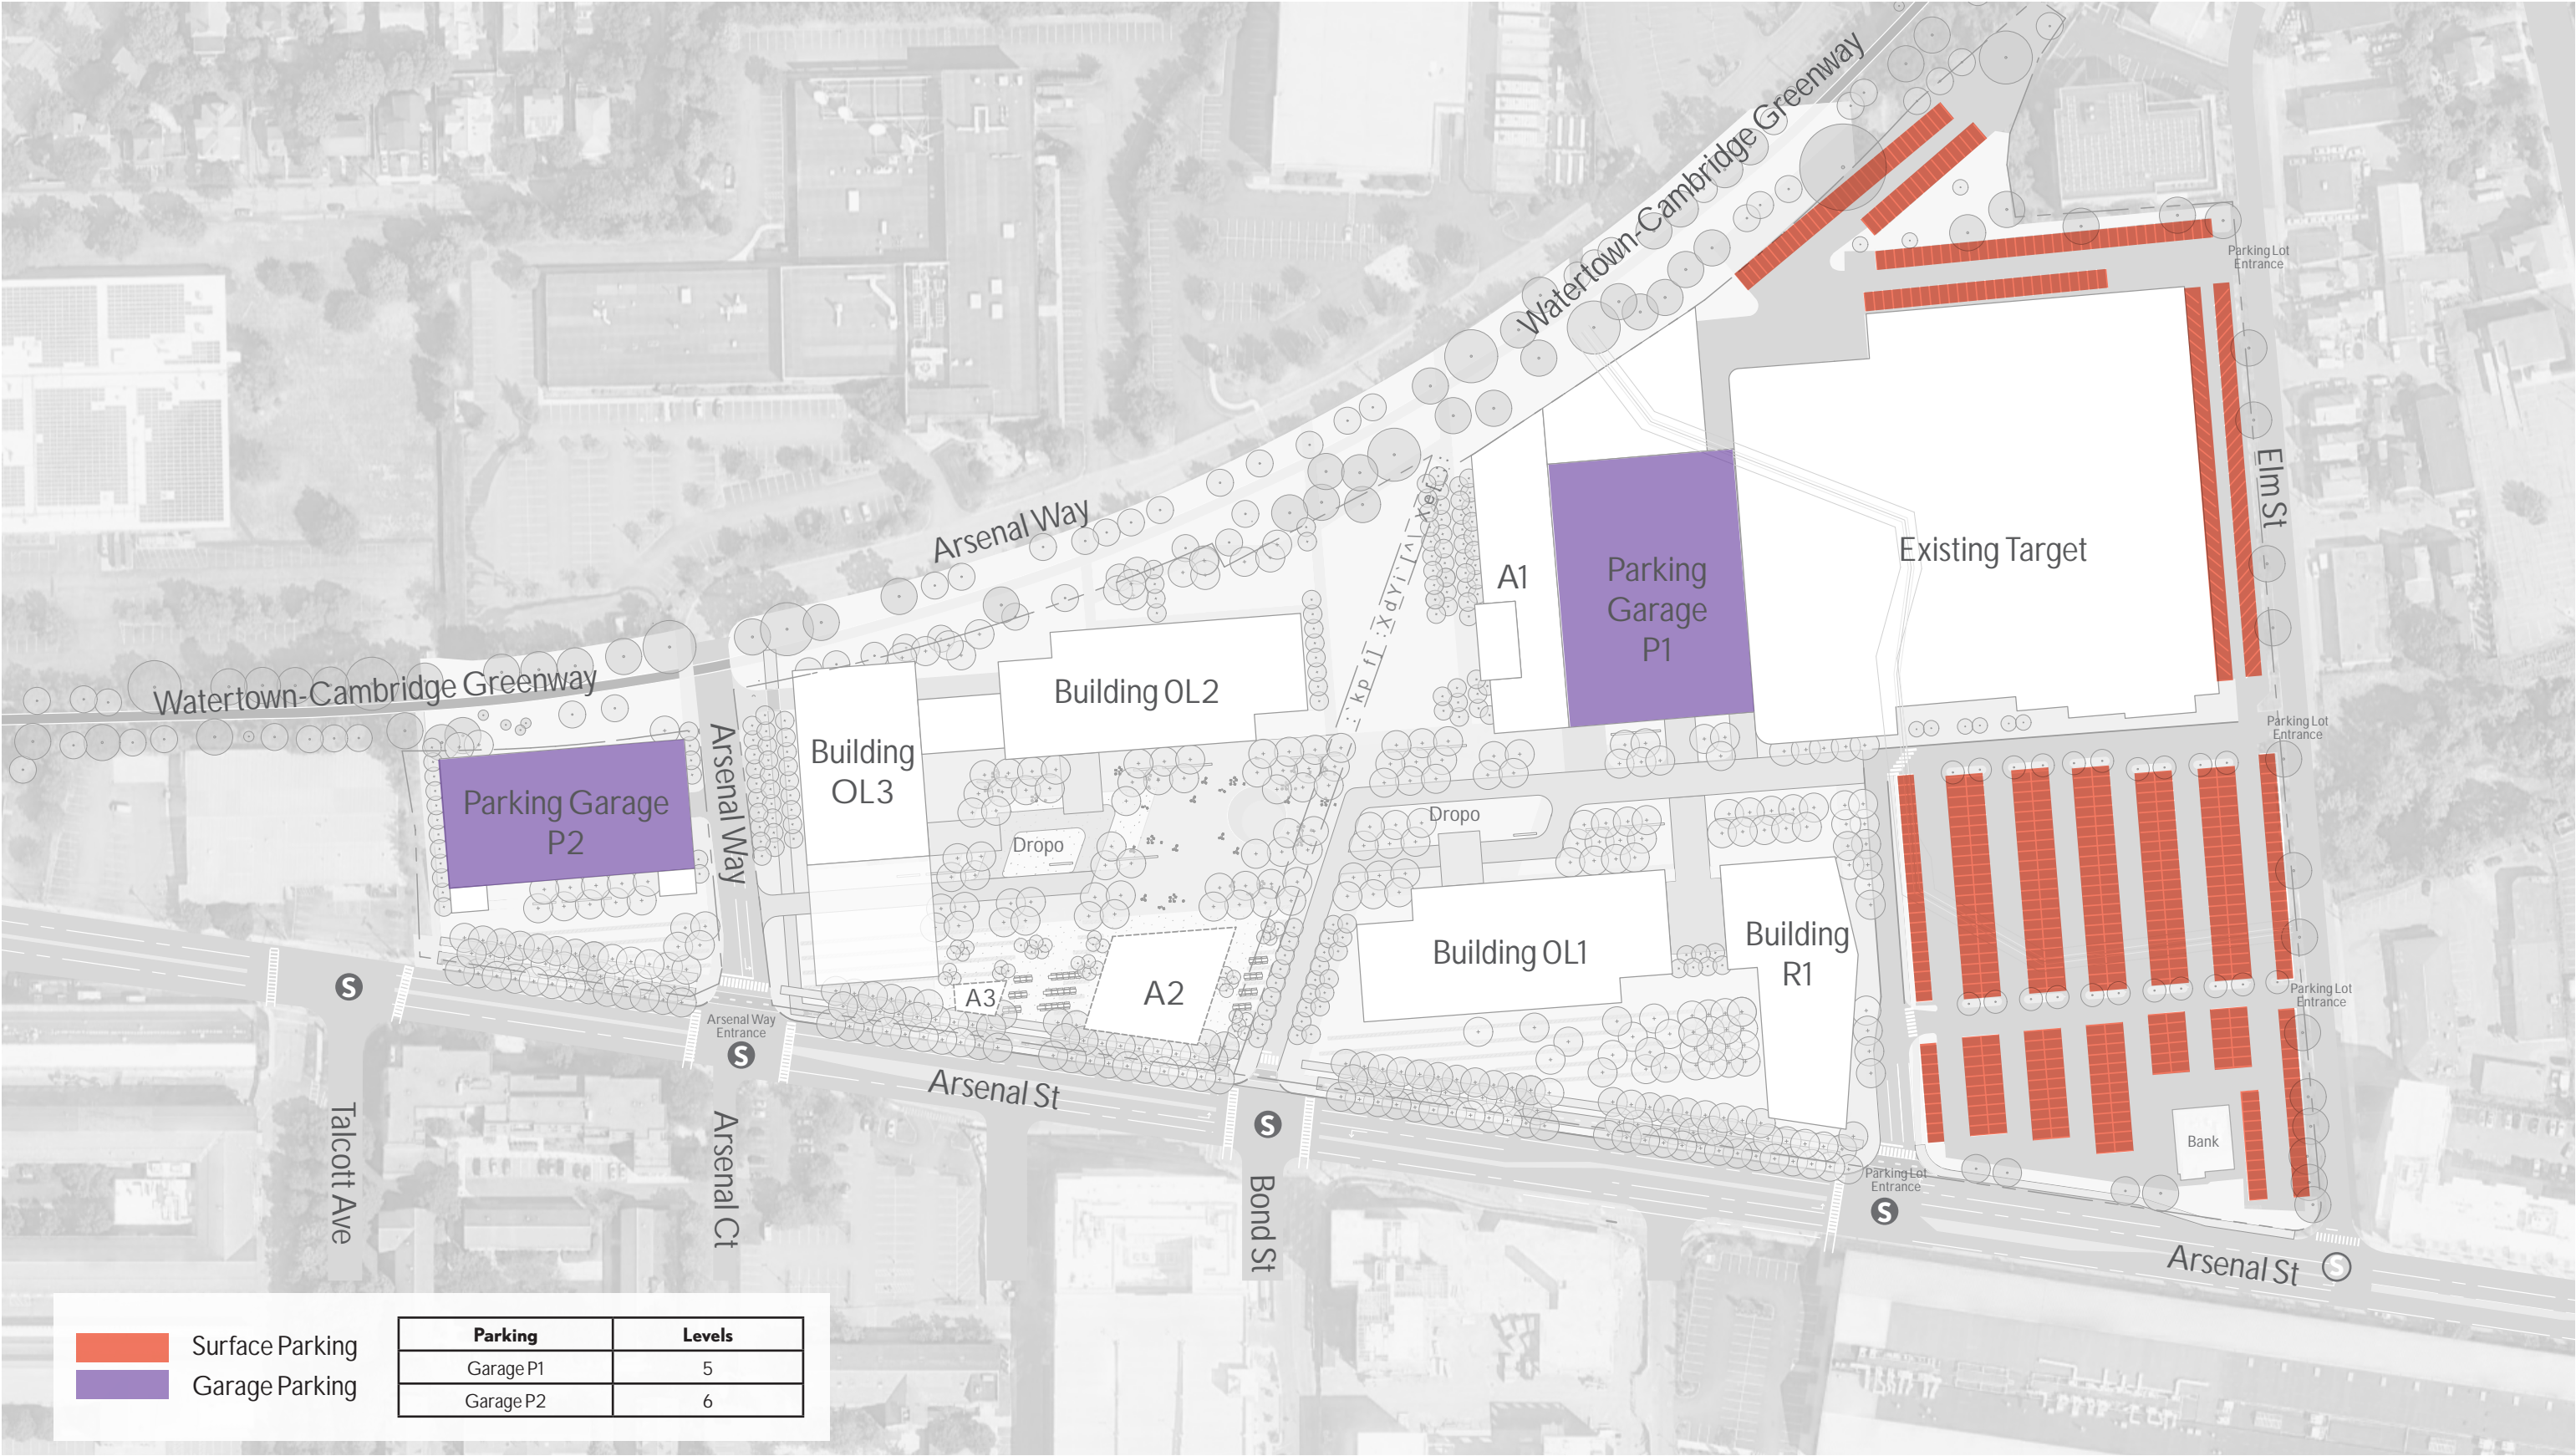 Watertown-Cambridge Greenway
Parking Lot
Entrance
Arsenal Way
Elm St
A1
Parking
Garage
P1
Existing Target
Watertown-Cambridge Greenway
Building OL2
Building
OL3
Arsenal Way
Parking Garage
P2
Parking Lot
Entrance
Dropo
Dropo
Building OL1
Building
R1
A2
A3
S
Arsenal Way
Entrance
S
Parking Lot
Entrance
Arsenal St
Talcott Ave
Arsenal Ct
S
Bond St
Bank
Parking Lot
Entrance
S
Arsenal St
S
Surface Parking
Garage Parking
Parking Levels
Garage P1 5
Garage P2 6